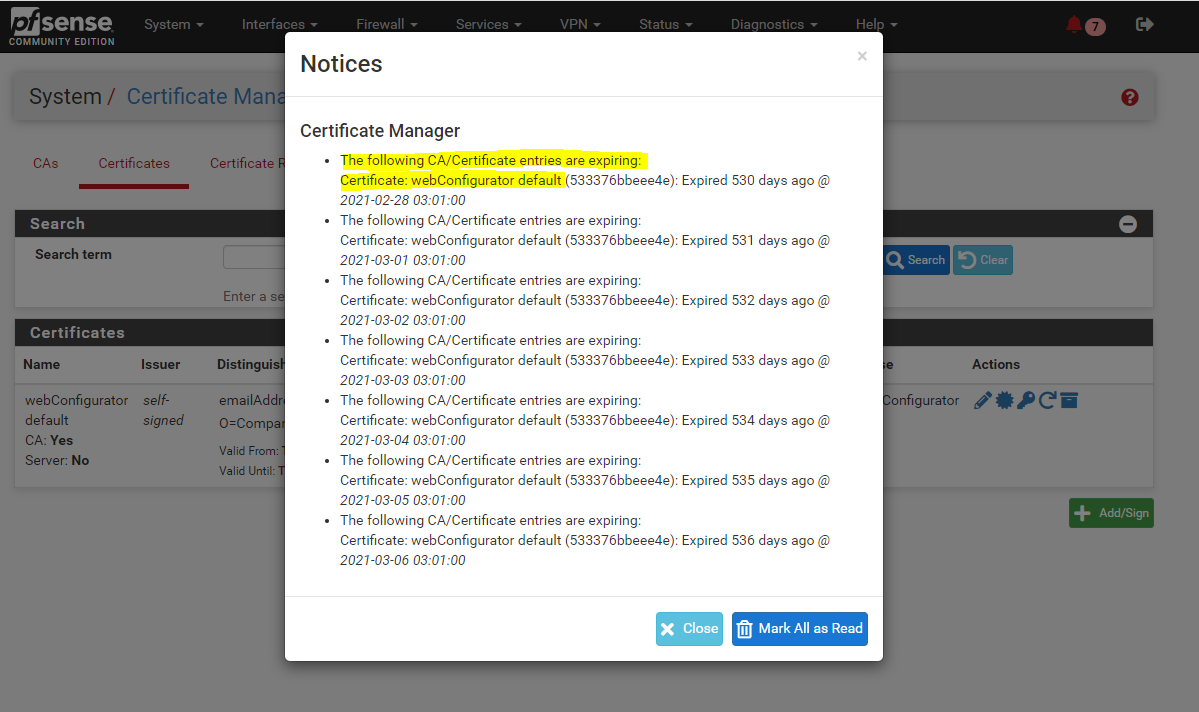 pfsense
COMMUNITY EDITION
System
Interfaces
Firewall
Services
VPN
Status
Diagnostics
Help
7
Notices
×
System / Certificate Mana
?
CAs
Certificates
Certificate R
Certificate Manager
The following CA/Certificate entries are expiring:
Certificate: webConfigurator default (533376bbeee4e): Expired 530 days ago @
2021-02-28 03:01:00
The following CA/Certificate entries are expiring:
Certificate: webConfigurator default (533376bbeee4e): Expired 531 days ago @
2021-03-01 03:01:00
The following CA/Certificate entries are expiring:
Certificate: webConfigurator default (533376bbeee4e): Expired 532 days ago @
2021-03-02 03:01:00
The following CA/Certificate entries are expiring:
Certificate: webConfigurator default (533376bbeee4e): Expired 533 days ago @
2021-03-03 03:01:00
The following CA/Certificate entries are expiring:
Certificate: webConfigurator default (533376bbeee4e): Expired 534 days ago @
2021-03-04 03:01:00
The following CA/Certificate entries are expiring:
Certificate: webConfigurator default (533376bbeee4e): Expired 535 days ago @
2021-03-05 03:01:00
The following CA/Certificate entries are expiring:
Certificate: webConfigurator default (533376bbeee4e): Expired 536 days ago @
2021-03-06 03:01:00
Close
Mark All as Read
Search
Search term
Enter a se
Search
Clear
Certificates
Name
Issuer
Distinguish
se
Actions
webConfigurator
default
CA: Yes
Server: No
self-
signed
emailAddre
O=Compar
Valid From: T
Valid Until: T
Configurator
Add/Sign